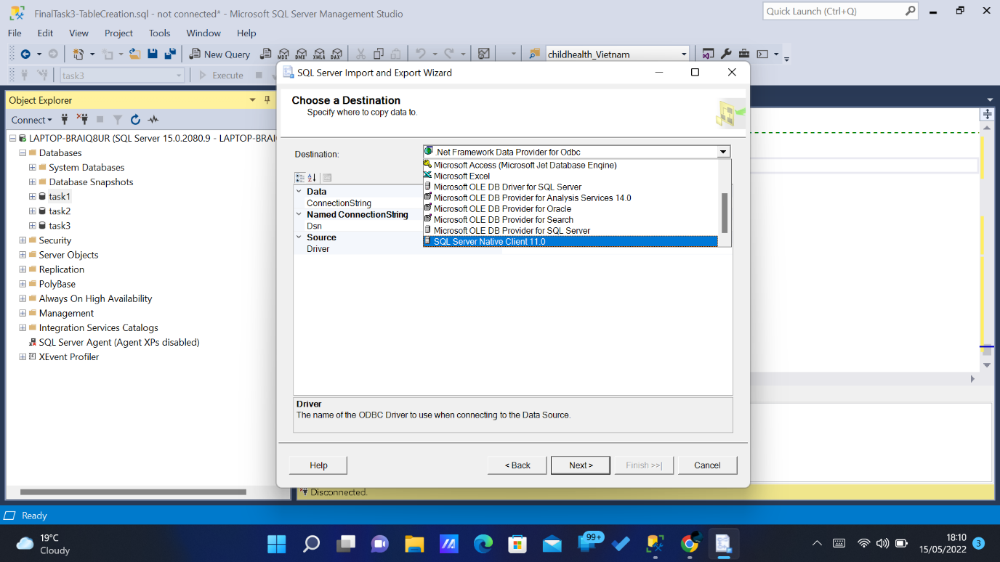 FinalTask3-TableCreation.sql - not connected* - Microsoft SQL Server Management Studio
Quick Launch (Ctrl+Q)
File Edit View Project Tools Window Help
New Query
MDX
DMX
XMLA
DAX
childhealth_Vietnam
task3
Execute
SQL Server Import and Export Wizard
Object Explorer
Choose a Destination
Specify where to copy data to.
Connect
LAPTOP-BRAIQ8UR (SQL Server 15.0.2080.9 - LAPTOP-BRAI
Databases
System Databases
Database Snapshots
task1
task2
task3
Security
Server Objects
Replication
PolyBase
Always On High Availability
Management
Integration Services Catalogs
SQL Server Agent (Agent XPs disabled)
XEvent Profiler
Destination:
.Net Framework Data Provider for Odbc
Microsoft Access (Microsoft Jet Database Engine)
Microsoft Excel
Microsoft OLE DB Driver for SQL Server
Microsoft OLE DB Provider for Analysis Services 14.0
Microsoft OLE DB Provider for Oracle
Microsoft OLE DB Provider for Search
Microsoft OLE DB Provider for SQL Server
SQL Server Native Client 11.0
Data
ConnectionString
Named ConnectionString
Dsn
Source
Driver
Driver
The name of the ODBC Driver to use when connecting to the Data Source.
Help
< Back
Next >
Finish >>|
Cancel
Disconnected.
Ready
19°C
Cloudy
99+
18:10
15/05/2022
3